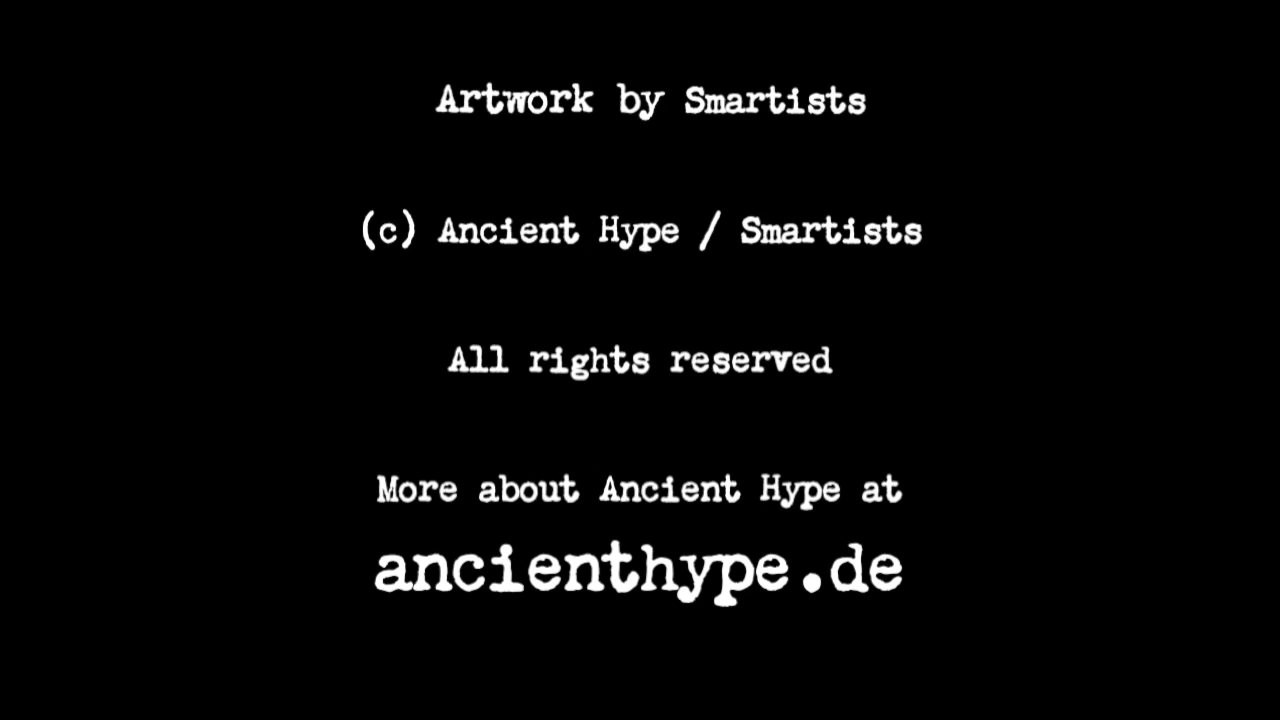 Artwork by Smartists
(c) Ancient Hype / Smartists
All rights reserved
More about Ancient Hype at
ancienthype.de